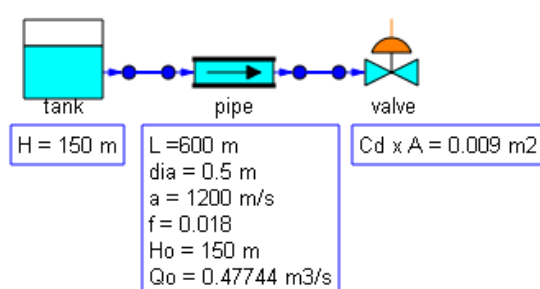 tank
pipe
valve
H = 150 m
L =600 m
dia = 0.5 m
a = 1200 m/s
f = 0.018
Ho = 150 m
Qo = 0.47744 m3/s
Cd x A = 0.009 m2